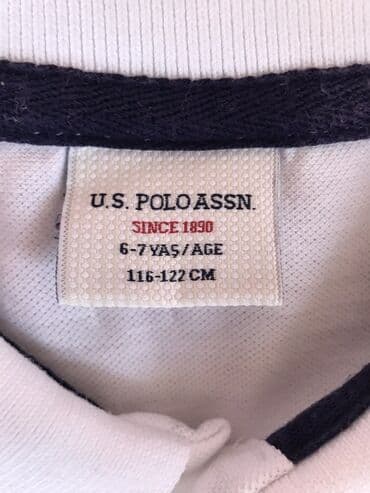 U.S. POLO ASSN.
SINCE 1890
6-7 YAŞ/AGE
116-122 CM